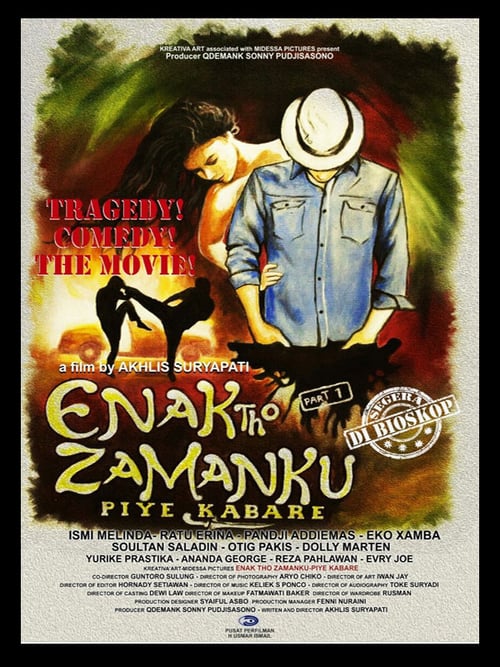 KREATIVA ART associated with MIDESSA PICTURES present
Producer QDEMANK SONNY PUDJISASONO
TRAGEDY!
COMEDY!
THE MOVIE!
a film by AKHLIS SURYAPATI
ENAK THO
PART 1
ZAMANKU
PIYE KABARE
SEGERA
DI BIOSKOP
ISMI MELINDA- RATU ERINA - PANDJI ADDIEMAS - EKO XAMBA
SOULTAN SALADIN - OTIG PAKIS - DOLLY MARTEN
YURIKE PRASTIKA - ANANDA GEORGE - REZA PAHLAWAN - EVRY JOE
KREATIVA ART-MIDESSA PICTURES ENAK THO ZAMANKU-PIYE KABARE
CO-DIRECTOR GUNTORO SULUNG - DIRECTOR OF PHOTOGRAPHY ARYO CHIKO - DIRECTOR OF ART IWAN JAY
DIRECTOR OF EDITOR HORNADY SETIAWAN - DIRECTOR OF MUSIC KELIEK S PONCO - DIRECTOR OF AUDIOGRAPHY TOKE SURYADI
DIRECTOR OF CASTING DEWI LAW DIRECTOR OF MAKEUP FATMAWATI BAKER DIRECTOR OF WARDROBE RUSMAN
PRODUCTION DESIGNER SYAIFUL ASBO PRODUCTION MANAGER FENNI NURAINI
PRODUCER QDEMANK SONNY PUDJISASONO - WRITEN AND DIRECTOR AKHLIS SURYAPATI
PUSAT PERFILMAN
H USMAR ISMAIL